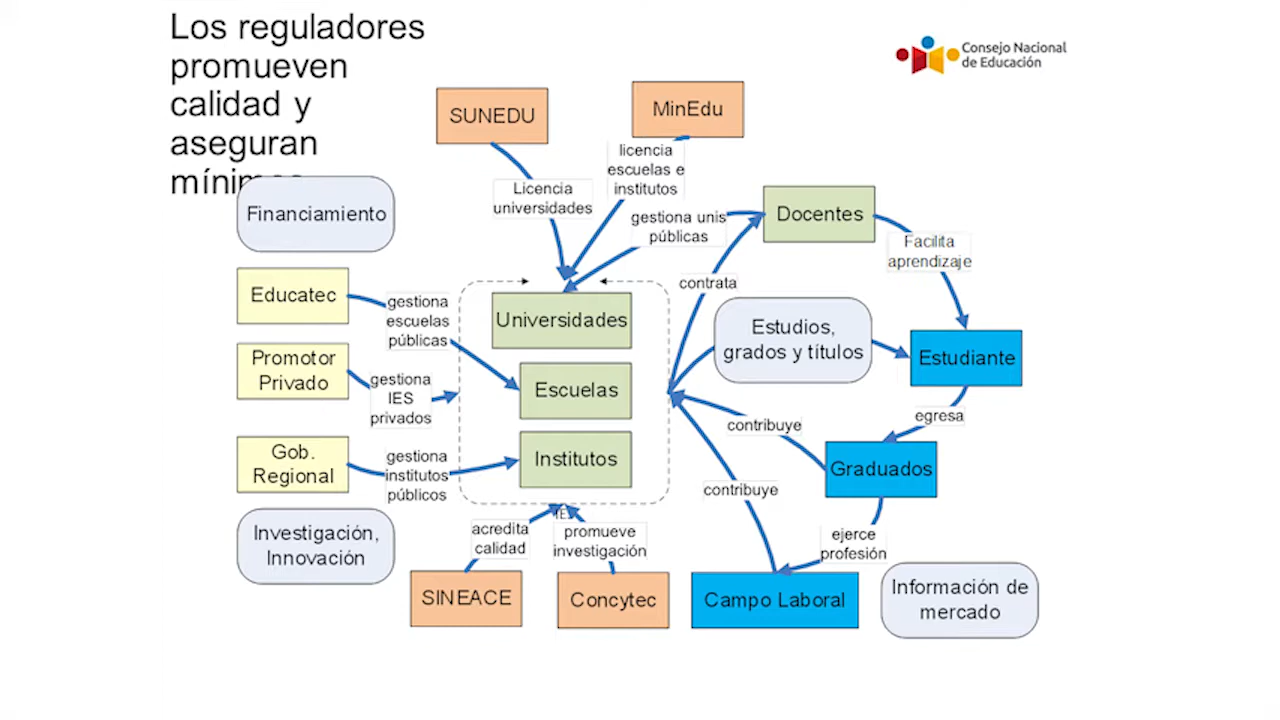 Los reguladores
promueven
calidad y
aseguran
Consejo Nacional
de Educación
SUNEDU
MinEdu
licencia
escuelas e
institutos
Licencia
universidades
gestiona unis
públicas
Docentes
Financiamiento
Facilita
aprendizaje
contrata
Educatec
gestiona
escuelas
públicas
Universidades
Estudios,
grados y títulos
Estudiante
Promotor
Privado
gestiona
IES
privados
Escuelas
egresa
contribuye
Gob.
Regional
gestiona
institutos
públicos
Institutos
Graduados
contribuye
Investigación,
Innovación
acredita
calidad
promueve
investigación
ejerce
profesión
SINEACE
Concytec
Campo Laboral
Información de
mercado